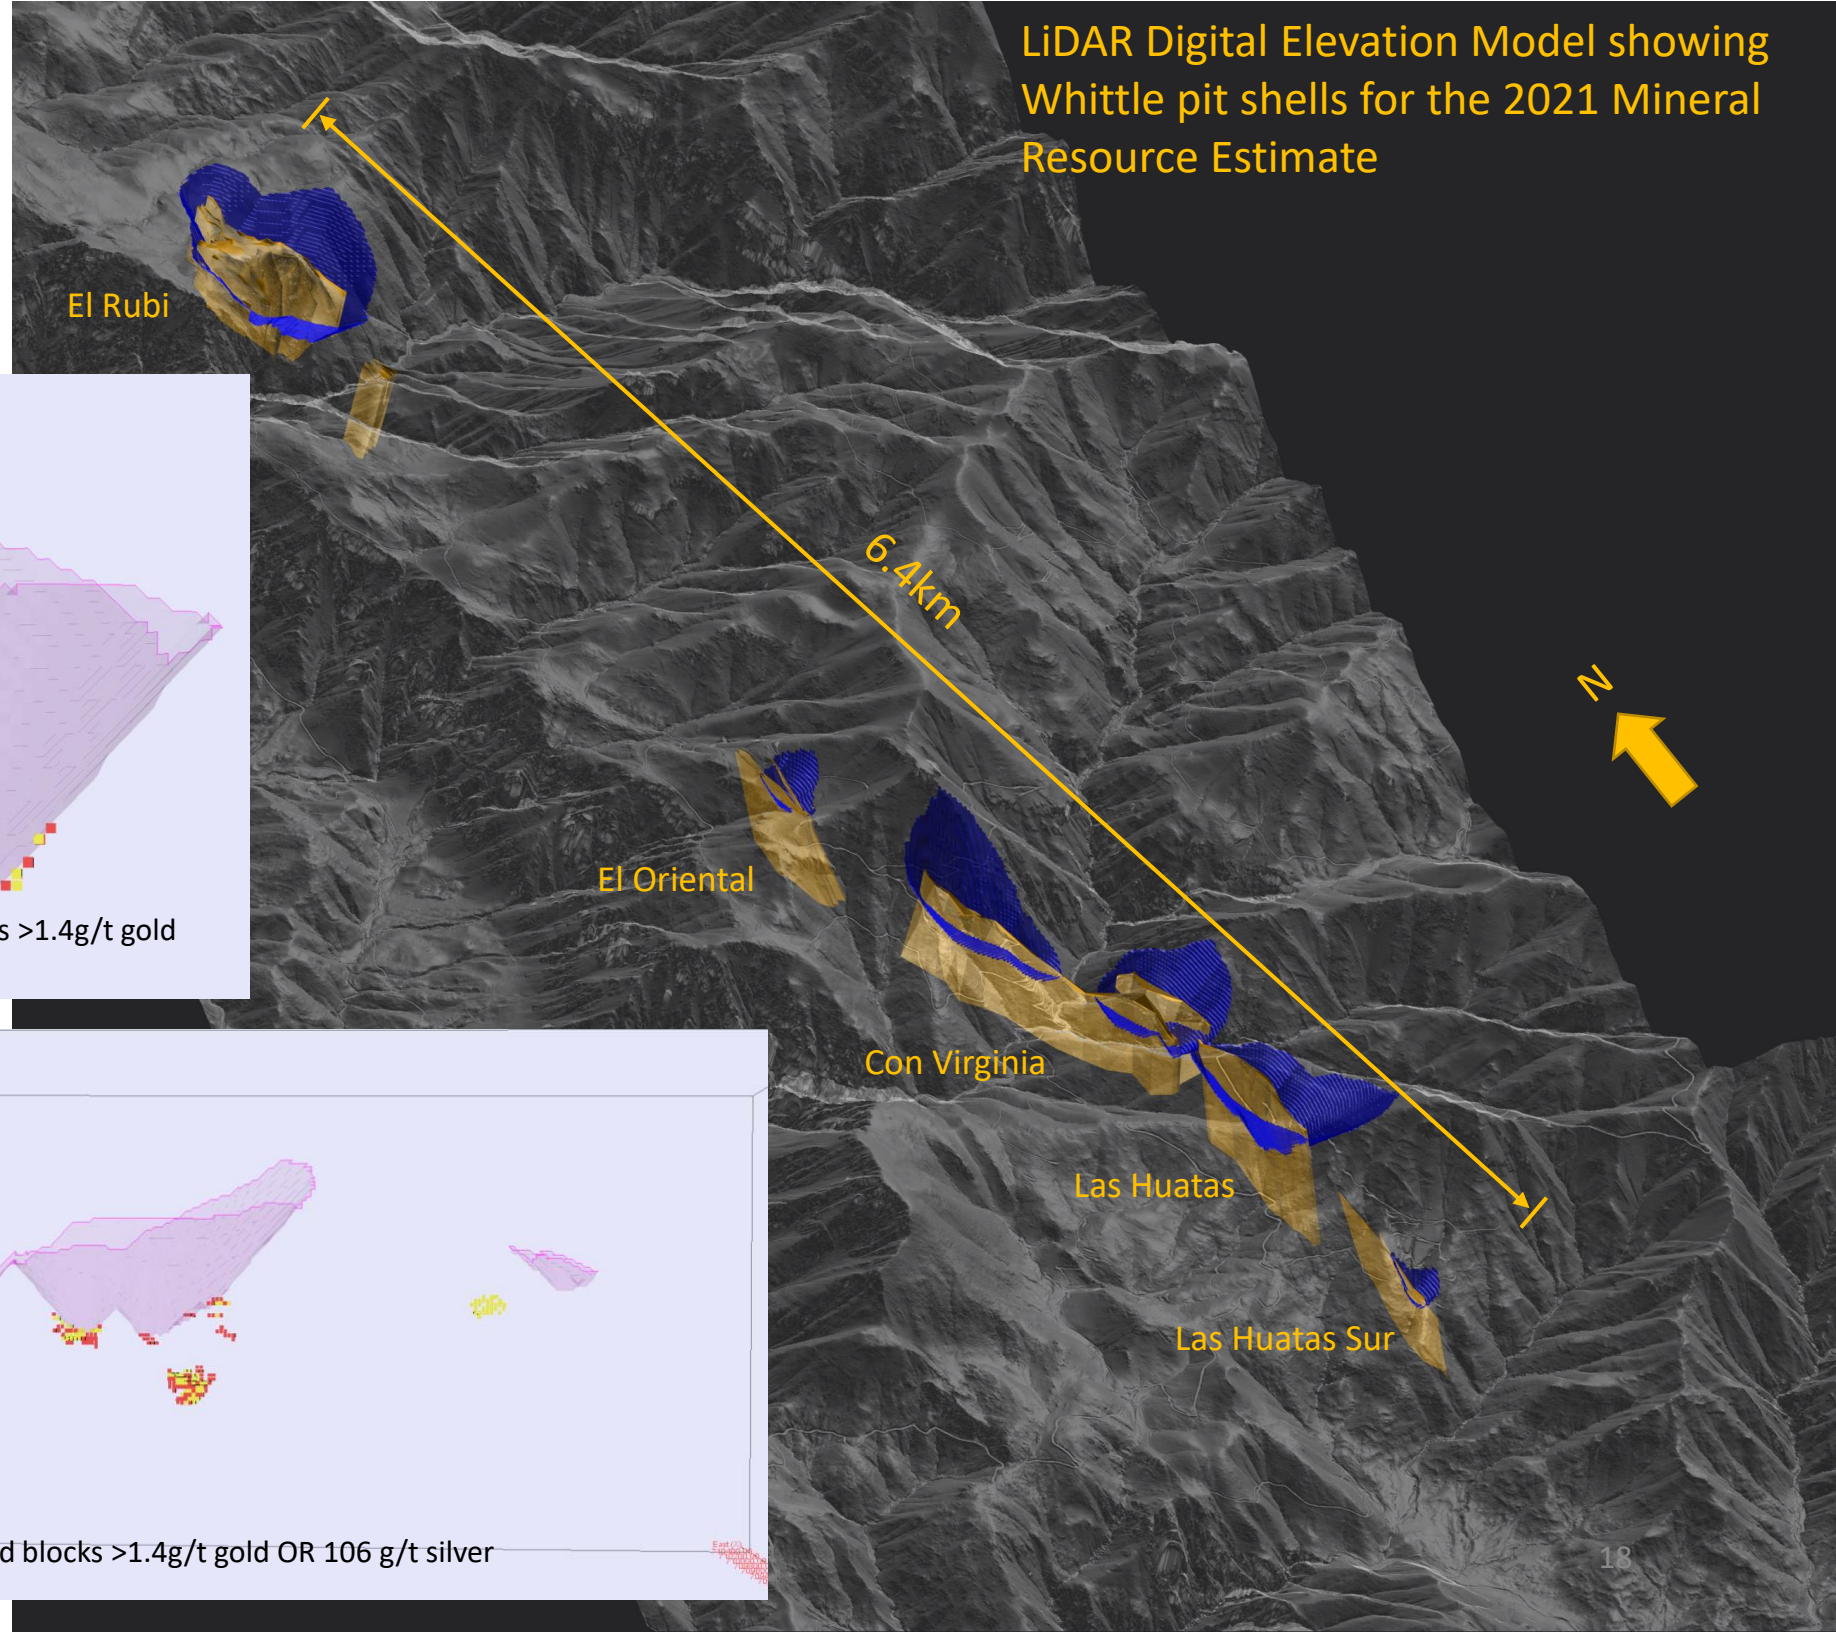 LiDAR Digital Elevation Model showing
Whittle pit shells for the 2021 Mineral
Resource Estimate
El Rubi
6.4km
N
El Oriental
>1.4g/t gold
Con Virginia
Las Huatas
Las Huatas Sur
blocks >1.4g/t gold OR 106 g/t silver
East (X)
18